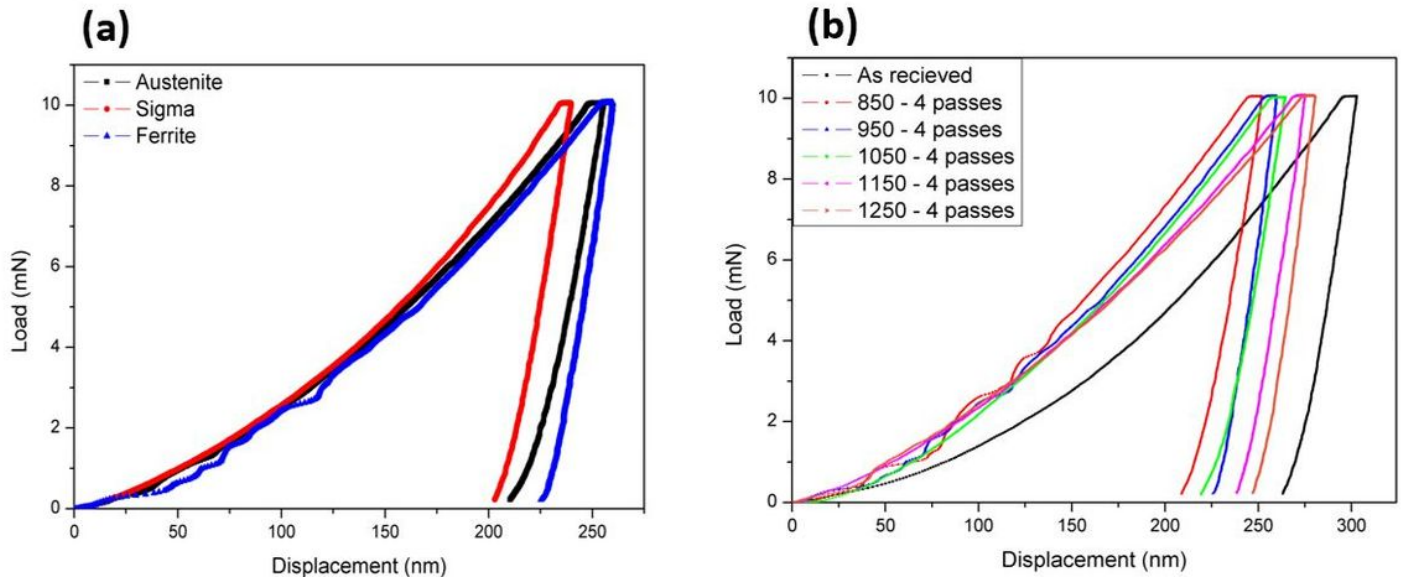 (a)
Austenite
Sigma
Ferrite
Load (mN)
10
8
6
4
2
0
0 50 100 150 200 250
Displacement (nm)
(b)
As recieved
850 - 4 passes
950 - 4 passes
1050 - 4 passes
1150 - 4 passes
1250 - 4 passes
Load (mN)
10
8
6
4
2
0
0 50 100 150 200 250 300
Displacement (nm)